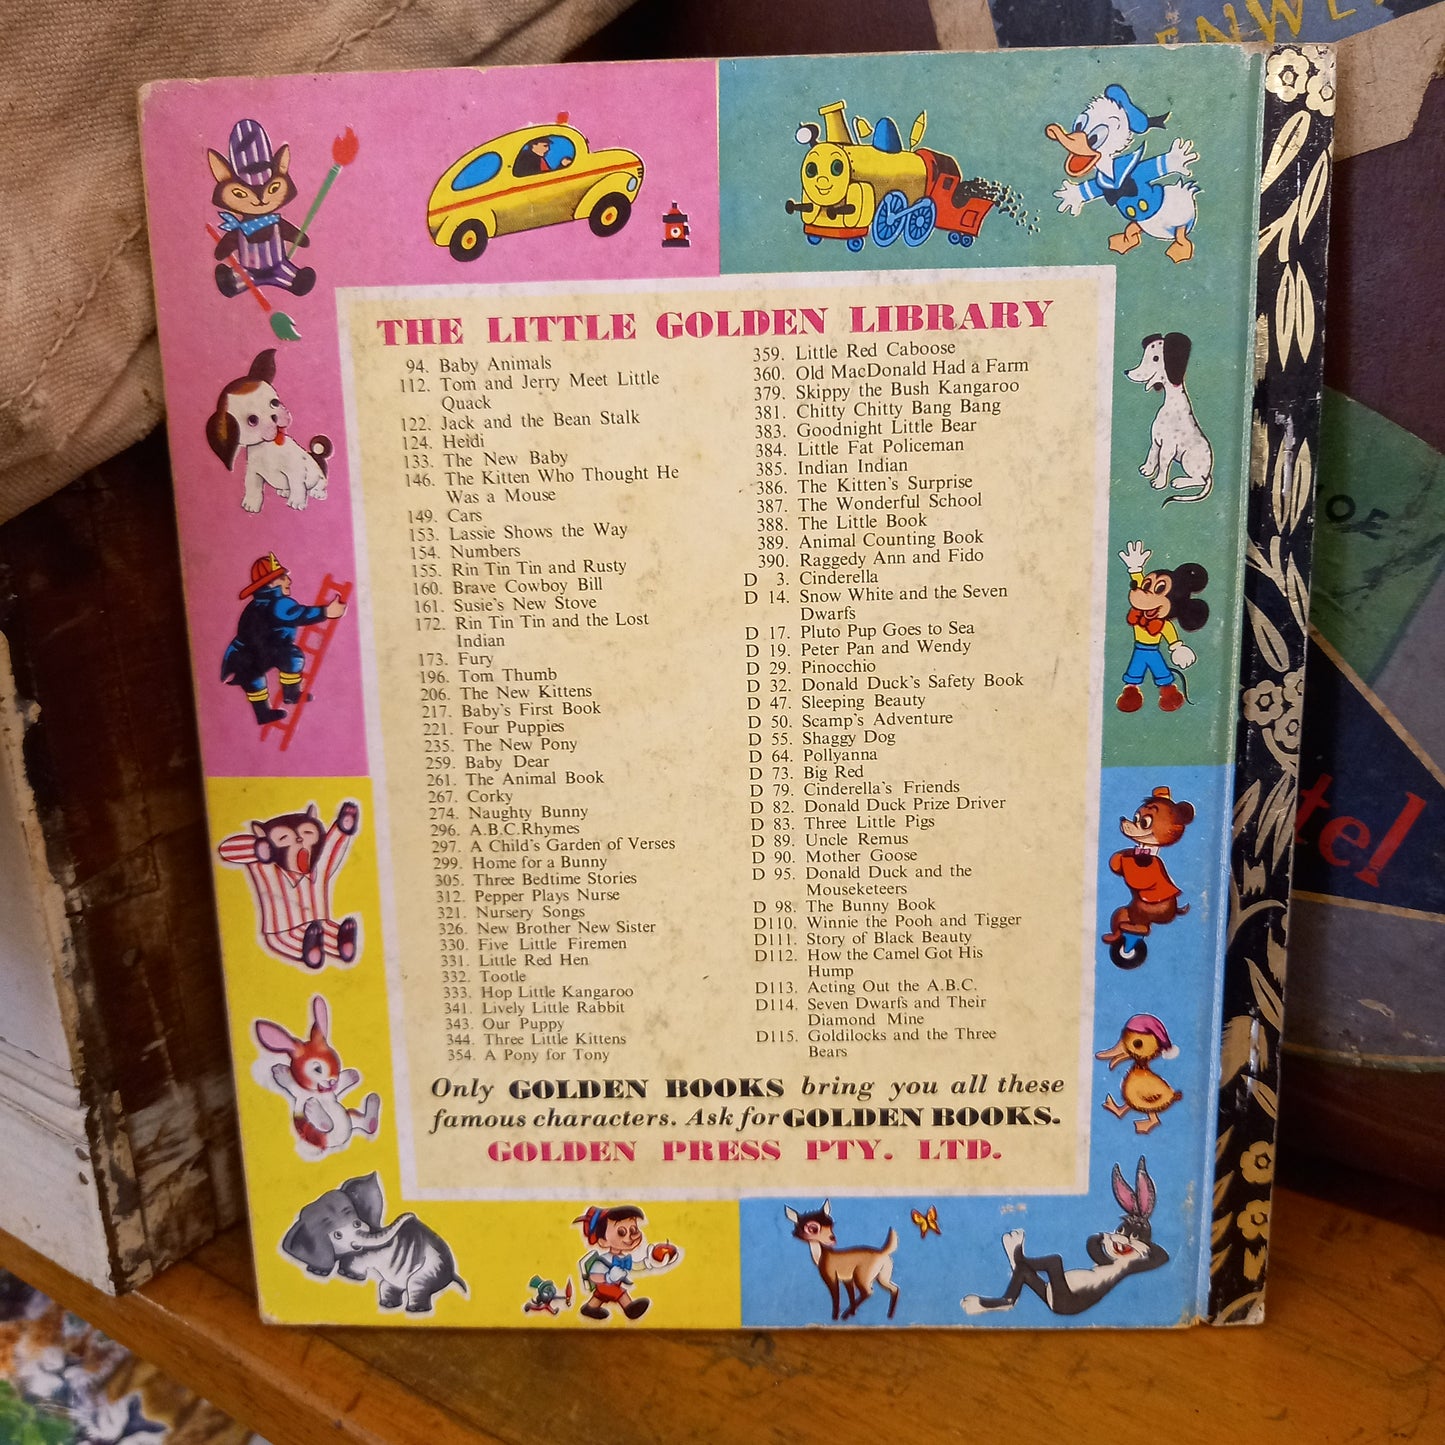 ENWE
THE LITTLE GOLDEN LIBRARY
94. Baby Animals
112. Tom and Jerry Meet Little
Quack
122. Jack and the Bean Stalk
124. Heidi
133. The New Baby
146. The Kitten Who Thought He
Was a Mouse
149. Cars
153. Lassie Shows the Way
154. Numbers
155. Rin Tin Tin and Rusty
160. Brave Cowboy Bill
161. Susie's New Stove
172. Rin Tin Tin and the Lost
Indian
173. Fury
196. Tom Thumb
206. The New Kittens
217. Baby's First Book
221. Four Puppies
235. The New Pony
259. Baby Dear
261. The Animal Book
267. Corky
274. Naughty Bunny
296. A.B.C.Rhymes
297. A Child's Garden of Verses
299. Home for a Bunny
305. Three Bedtime Stories
312. Pepper Plays Nurse
321. Nursery Songs
326. New Brother New Sister
330. Five Little Firemen
331. Little Red Hen
332. Tootle
333. Hop Little Kangaroo
341. Lively Little Rabbit
343. Our Puppy
344. Three Little Kittens
354. A Pony for Tony
359. Little Red Caboose
360. Old MacDonald Had a Farm
379. Skippy the Bush Kangaroo
381. Chitty Chitty Bang Bang
383. Goodnight Little Bear
384. Little Fat Policeman
385. Indian Indian
386. The Kitten's Surprise
387. The Wonderful School
388. The Little Book
389. Animal Counting Book
390. Raggedy Ann and Fido
D 3. Cinderella
D 14. Snow White and the Seven
Dwarfs
D 17. Pluto Pup Goes to Sea
D 19. Peter Pan and Wendy
D 29. Pinocchio
D 32. Donald Duck's Safety Book
D 47. Sleeping Beauty
D 50. Scamp's Adventure
D 55. Shaggy Dog
D 64. Pollyanna
D 73. Big Red
D 79. Cinderella's Friends
D 82. Donald Duck Prize Driver
D 83. Three Little Pigs
D 89. Uncle Remus
D 90. Mother Goose
D 95. Donald Duck and the
Mouseketeers
D 98. The Bunny Book
D110. Winnie the Pooh and Tigger
D111. Story of Black Beauty
D112. How the Camel Got His
Hump
D113. Acting Out the A.B.C.
D114. Seven Dwarfs and Their
Diamond Mine
D115. Goldilocks and the Three
Bears
Only GOLDEN BOOKS bring you all these
famous characters. Ask for GOLDEN BOOKS.
GOLDEN PRESS PTY. LTD.
OE
tel